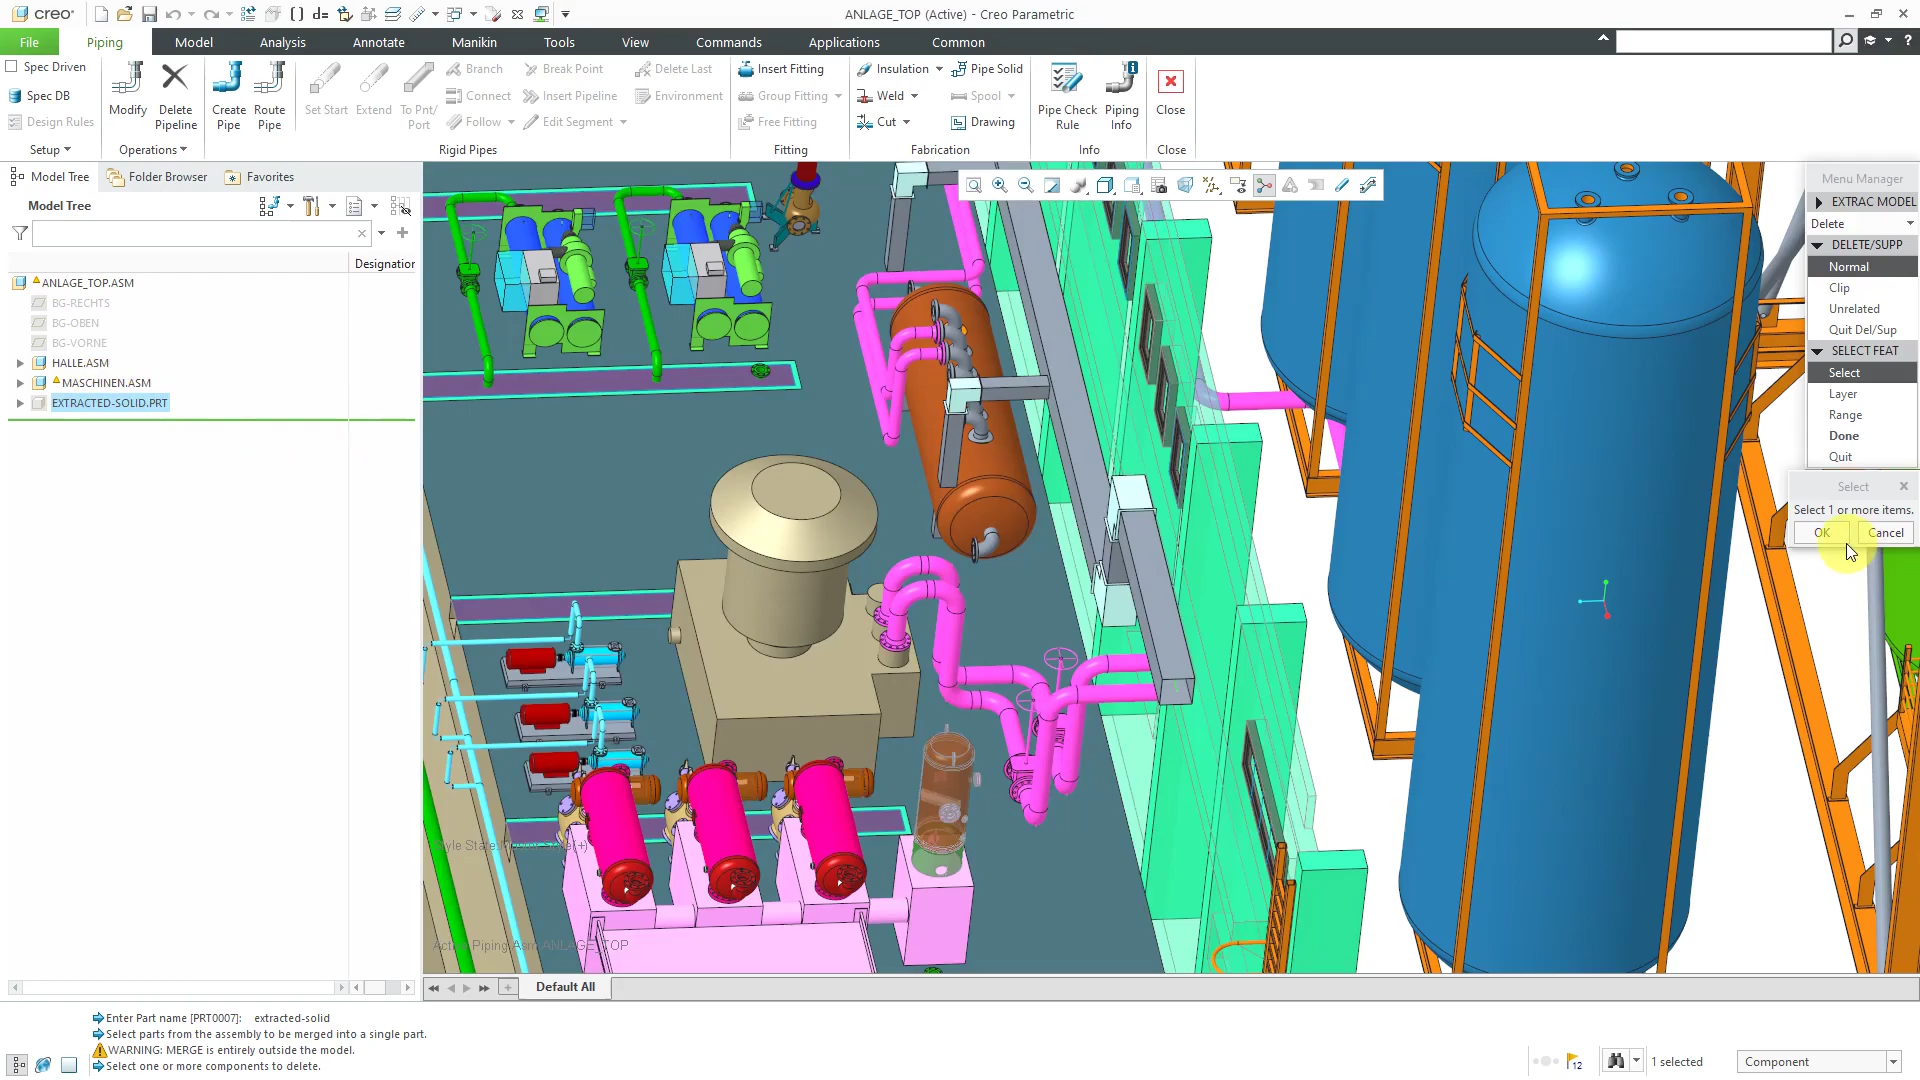 creo
ANLAGE_TOP (Active) - Creo Parametric
File Piping Model Analysis Annotate Manikin Tools View Commands Applications Common
Spec Driven
Spec DB
Design Rules
Setup
Modify
Delete Pipeline
Operations
Create Pipe
Route Pipe
Set Start
Extend
To Pnt/ Port
Branch
Connect
Follow
Break Point
Insert Pipeline
Edit Segment
Delete Last
Environment
Rigid Pipes
Insert Fitting
Group Fitting
Free Fitting
Fitting
Insulation
Weld
Cut
Pipe Solid
Spool
Drawing
Fabrication
Pipe Check Rule
Piping Info
Info
Close
Close
Model Tree Folder Browser Favorites
Model Tree
Designation
ANLAGE_TOP.ASM
BG-RECHTS
BG-OBEN
BG-VORNE
HALLE.ASM
MASCHINEN.ASM
EXTRACTED-SOLID.PRT
Active Piping Asm:ANLAGE_TOP
Menu Manager
EXTRAC MODEL
Delete
DELETE/SUPP
Normal
Clip
Unrelated
Quit Del/Sup
SELECT FEAT
Select
Layer
Range
Done
Quit
Select
Select 1 or more items.
OK Cancel
Default All
Enter Part name [PRT0007]: extracted-solid
Select parts from the assembly to be merged into a single part.
WARNING: MERGE is entirely outside the model.
Select one or more components to delete.
12
1 selected
Component